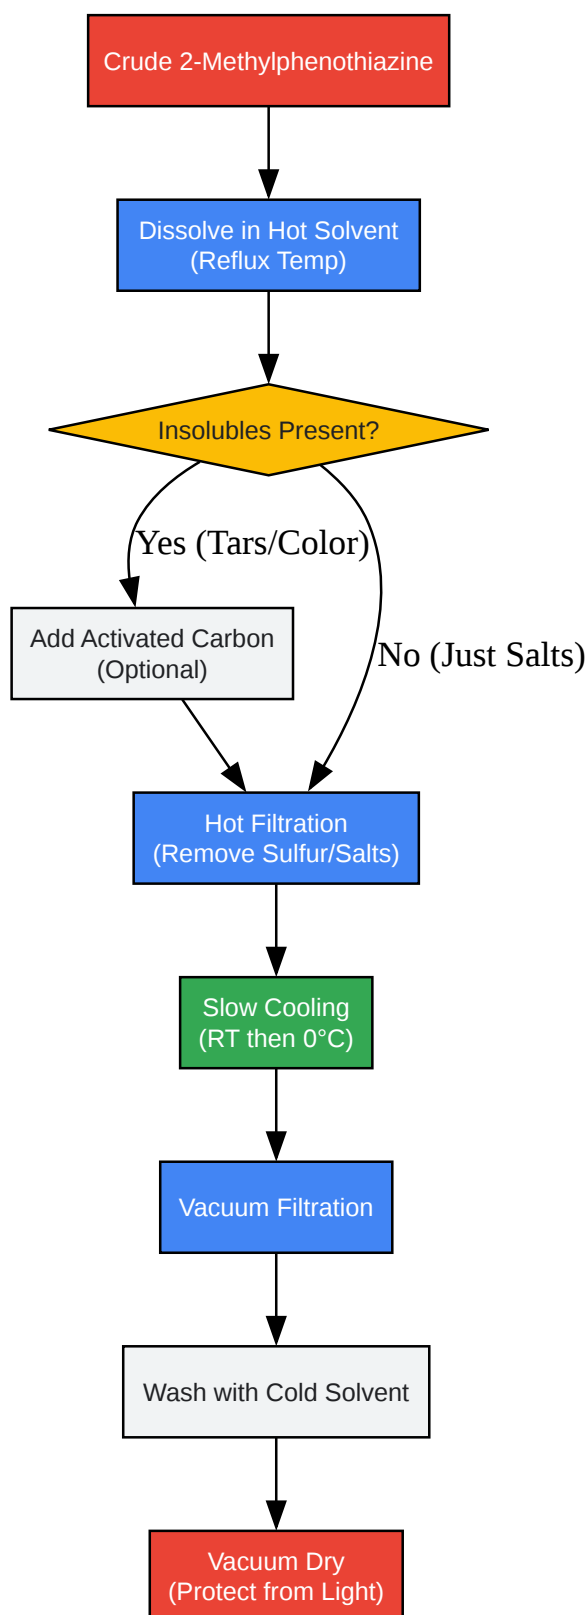 Crude 2-Methylphenothiazine
Dissolve in Hot Solvent
(Reflux Temp)
Insolubles Present?
Yes (Tars/Color)
Add Activated Carbon
(Optional)
No (Just Salts)
Hot Filtration
(Remove Sulfur/Salts)
Slow Cooling
(RT then 0°C)
Vacuum Filtration
Wash with Cold Solvent
Vacuum Dry
(Protect from Light)